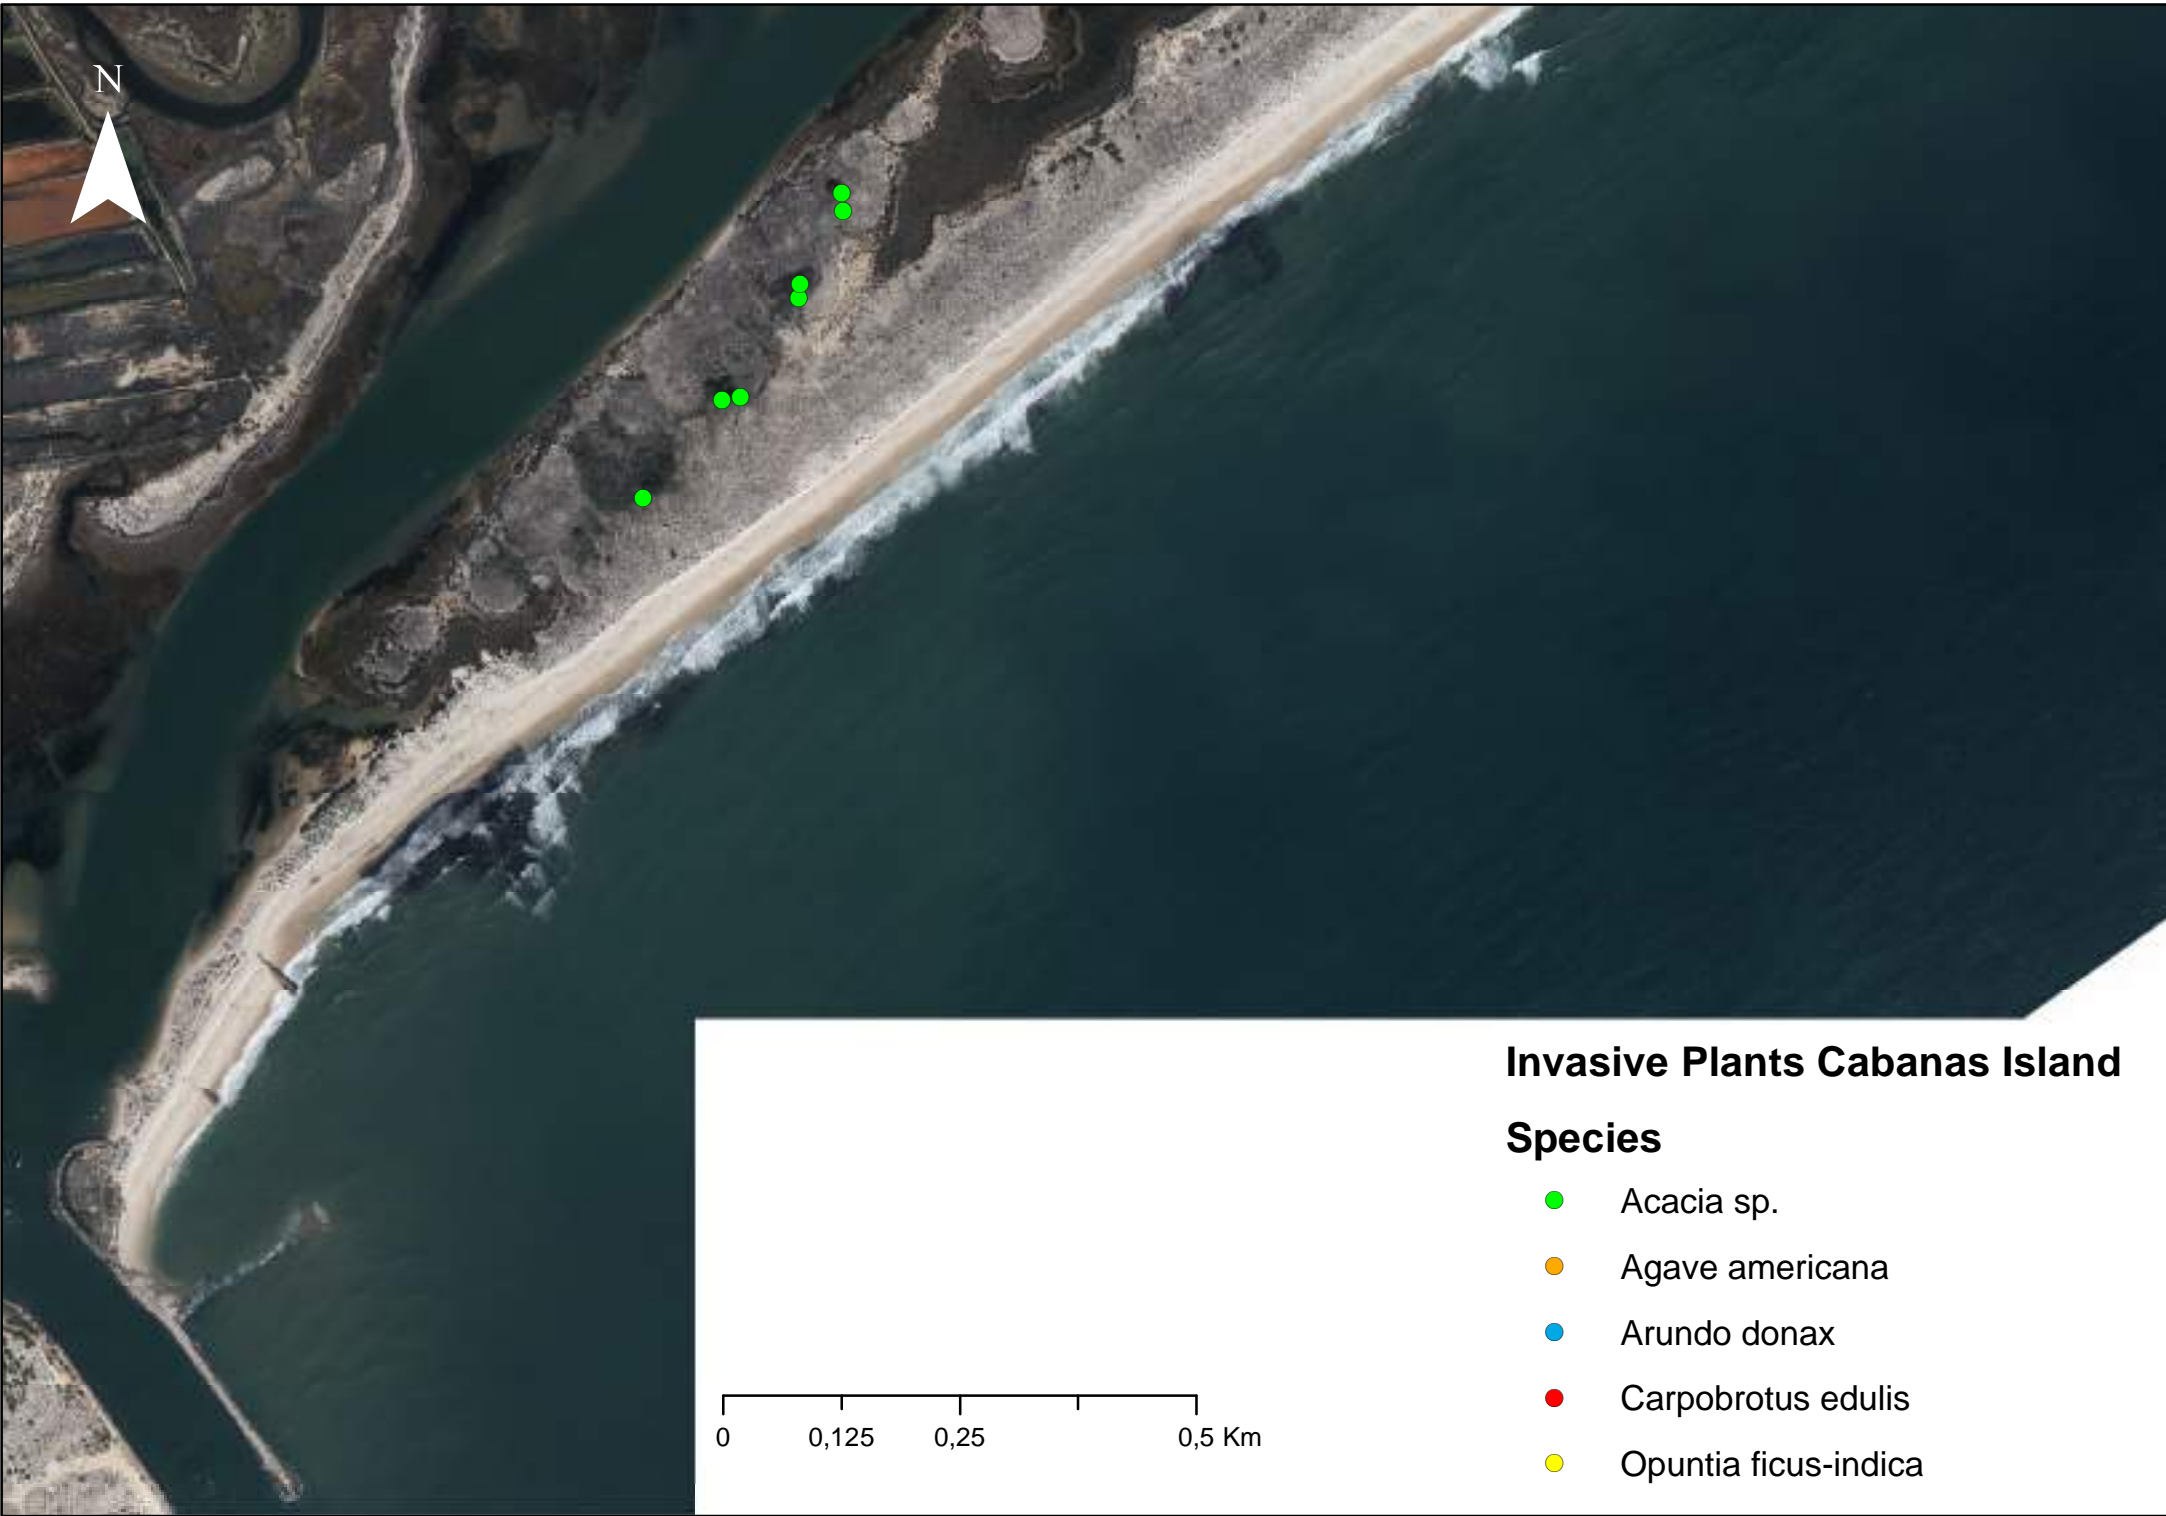 N
Invasive Plants Cabanas Island
Species
Acacia sp.
Agave americana
Arundo donax
Carpobrotus edulis
Opuntia ficus-indica
0 0,125 0,25 0,5 Km